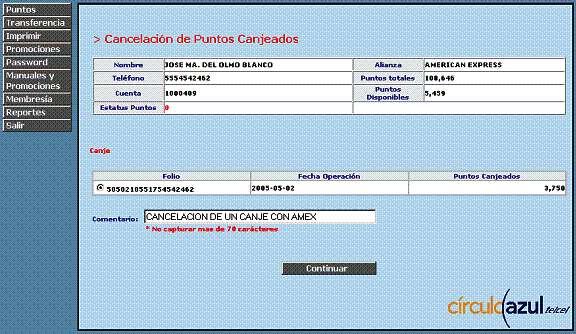 Puntos
Transferencia
Imprimir
Promociones
Password
Manuales y
Promociones
Membresía
Reportes
Salir
> Cancelación de Puntos Canjeados
Nombre JOSE MA. DEL OLMO BLANCO Alianza AMERICAN EXPRESS
Teléfono 5554542462 Puntos totales 108,646
Cuenta 1000409 Puntos Disponibles 5,459
Estatus Puntos 0
Canje
Folio Fecha Operación Puntos Canjeados
5050210551754542462 2005-05-02 3,750
Comentario: CANCELACION DE UN CANJE CON AMEX
* No capturar mas de 70 carácteres
Continuar
círculo azul telcel